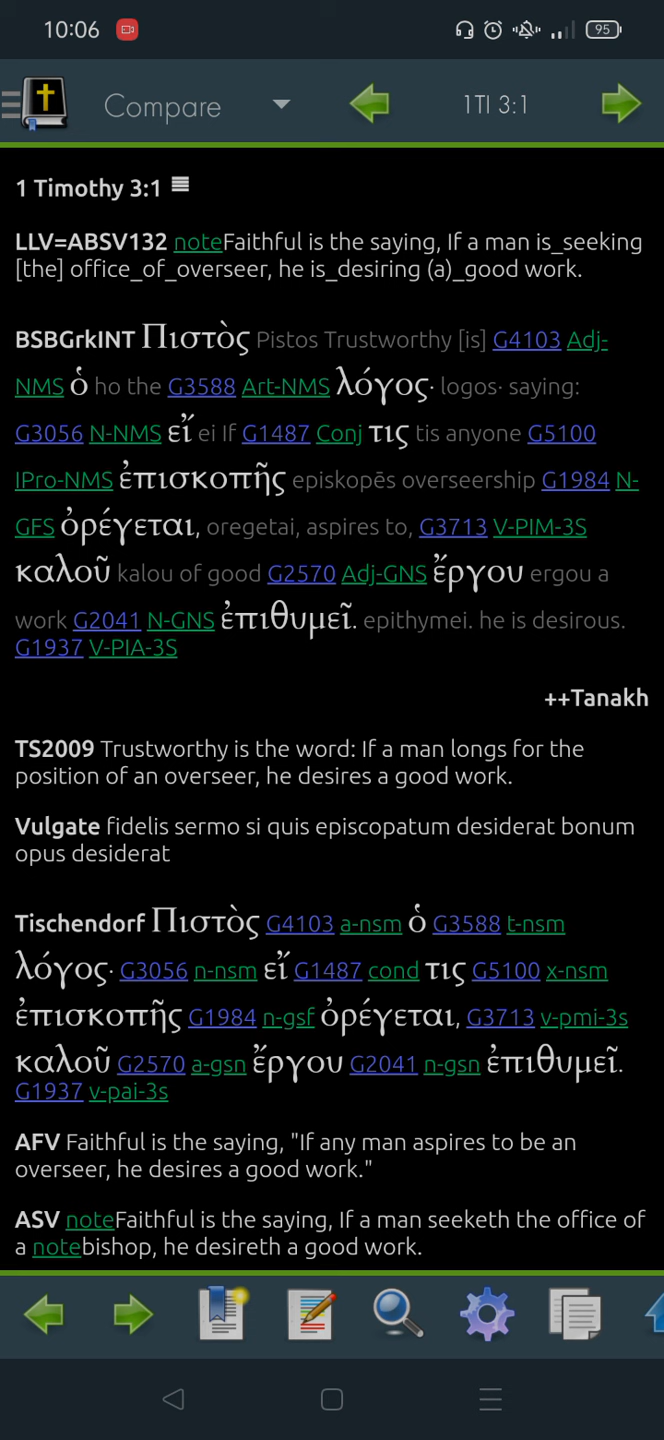 10:06
95
Compare
1TI 3:1
1 Timothy 3:1
LLV=ABSV132 noteFaithful is the saying, If a man is_seeking
[the] office_of_overseer, he is_desiring (a)_good work.
BSBGrkINT Πιστὸς Pistos Trustworthy [is] G4103 Adj-
NMS ὁ ho the G3588 Art-NMS λόγος· logos· saying:
G3056 N-NMS εἴ ei If G1487 Conj τις tis anyone G5100
IPro-NMS ἐπισκοπῆς episkopēs overseership G1984 N-
GFS ὀρέγεται, oregetai, aspires to, G3713 V-PIM-3S
καλοῦ kalou of good G2570 Adj-GNS ἔργου ergou a
work G2041 N-GNS ἐπιθυμεῖ. epithymei. he is desirous.
G1937 V-PIA-3S
++Tanakh
TS2009 Trustworthy is the word: If a man longs for the
position of an overseer, he desires a good work.
Vulgate fidelis sermo si quis episcopatum desiderat bonum
opus desiderat
Tischendorf Πιστὸς G4103 a-nsm ὁ G3588 t-nsm
λόγος· G3056 n-nsm εἴ G1487 cond τις G5100 x-nsm
ἐπισκοπῆς G1984 n-gsf ὀρέγεται, G3713 v-pmi-3s
καλοῦ G2570 a-gsn ἔργου G2041 n-gsn ἐπιθυμεῖ.
G1937 v-pai-3s
AFV Faithful is the saying, "If any man aspires to be an
overseer, he desires a good work."
ASV noteFaithful is the saying, If a man seeketh the office of
a notebishop, he desireth a good work.